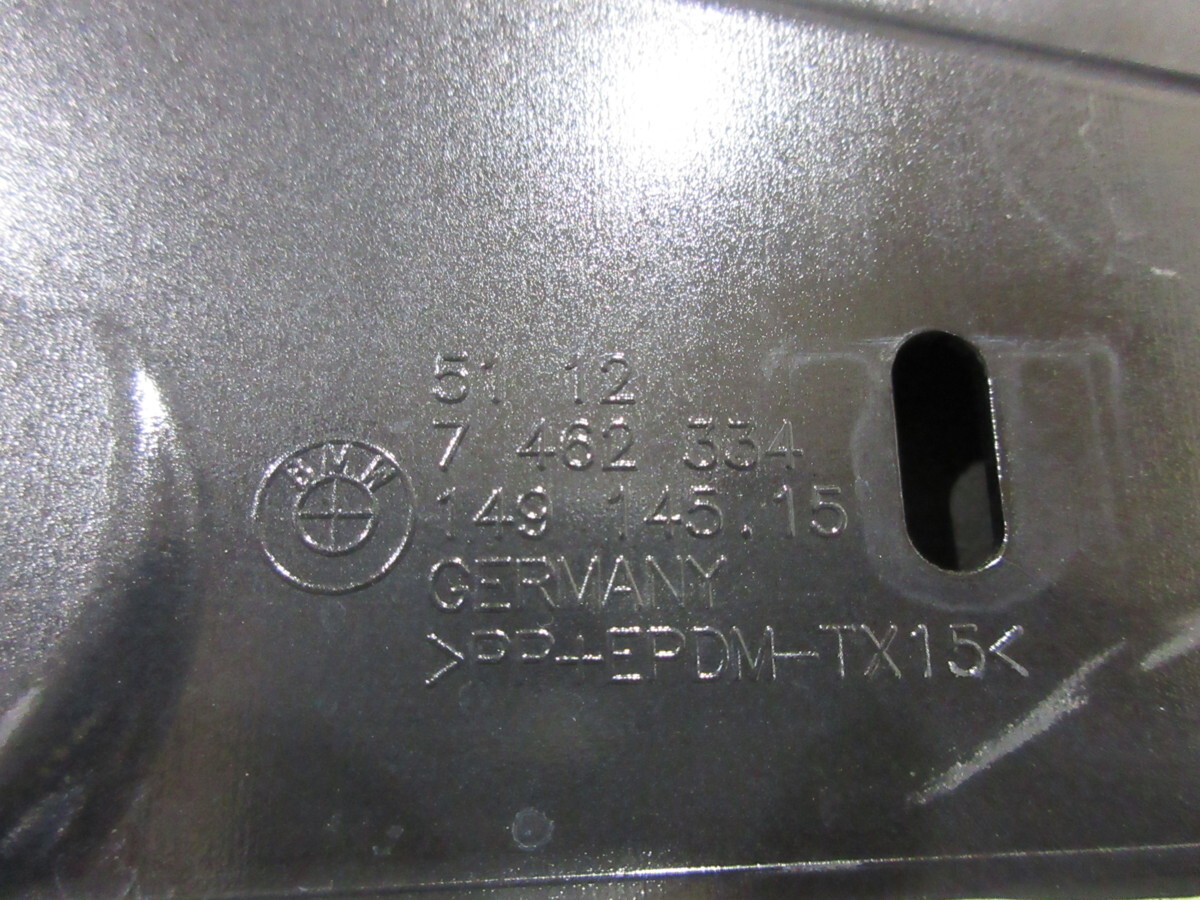 51 12
7 462 334
BMW
149 145.15
GERMANY
>PP+EPDM-TX15<